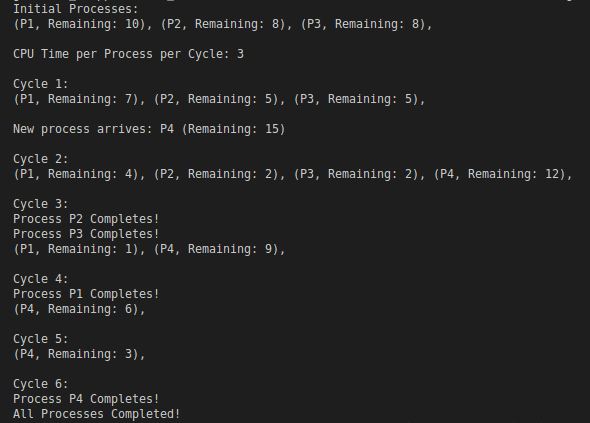 Initial Processes:
(P1, Remaining: 10), (P2, Remaining: 8), (P3, Remaining: 8),
CPU Time per Process per Cycle: 3
Cycle 1:
(P1, Remaining: 7), (P2, Remaining: 5), (P3, Remaining: 5),
New process arrives: P4 (Remaining: 15)
Cycle 2:
(P1, Remaining: 4), (P2, Remaining: 2), (P3, Remaining: 2), (P4, Remaining: 12),
Cycle 3:
Process P2 Completes!
Process P3 Completes!
(P1, Remaining: 1), (P4, Remaining: 9),
Cycle 4:
Process P1 Completes!
(P4, Remaining: 6),
Cycle 5:
(P4, Remaining: 3),
Cycle 6:
Process P4 Completes!
All Processes Completed!